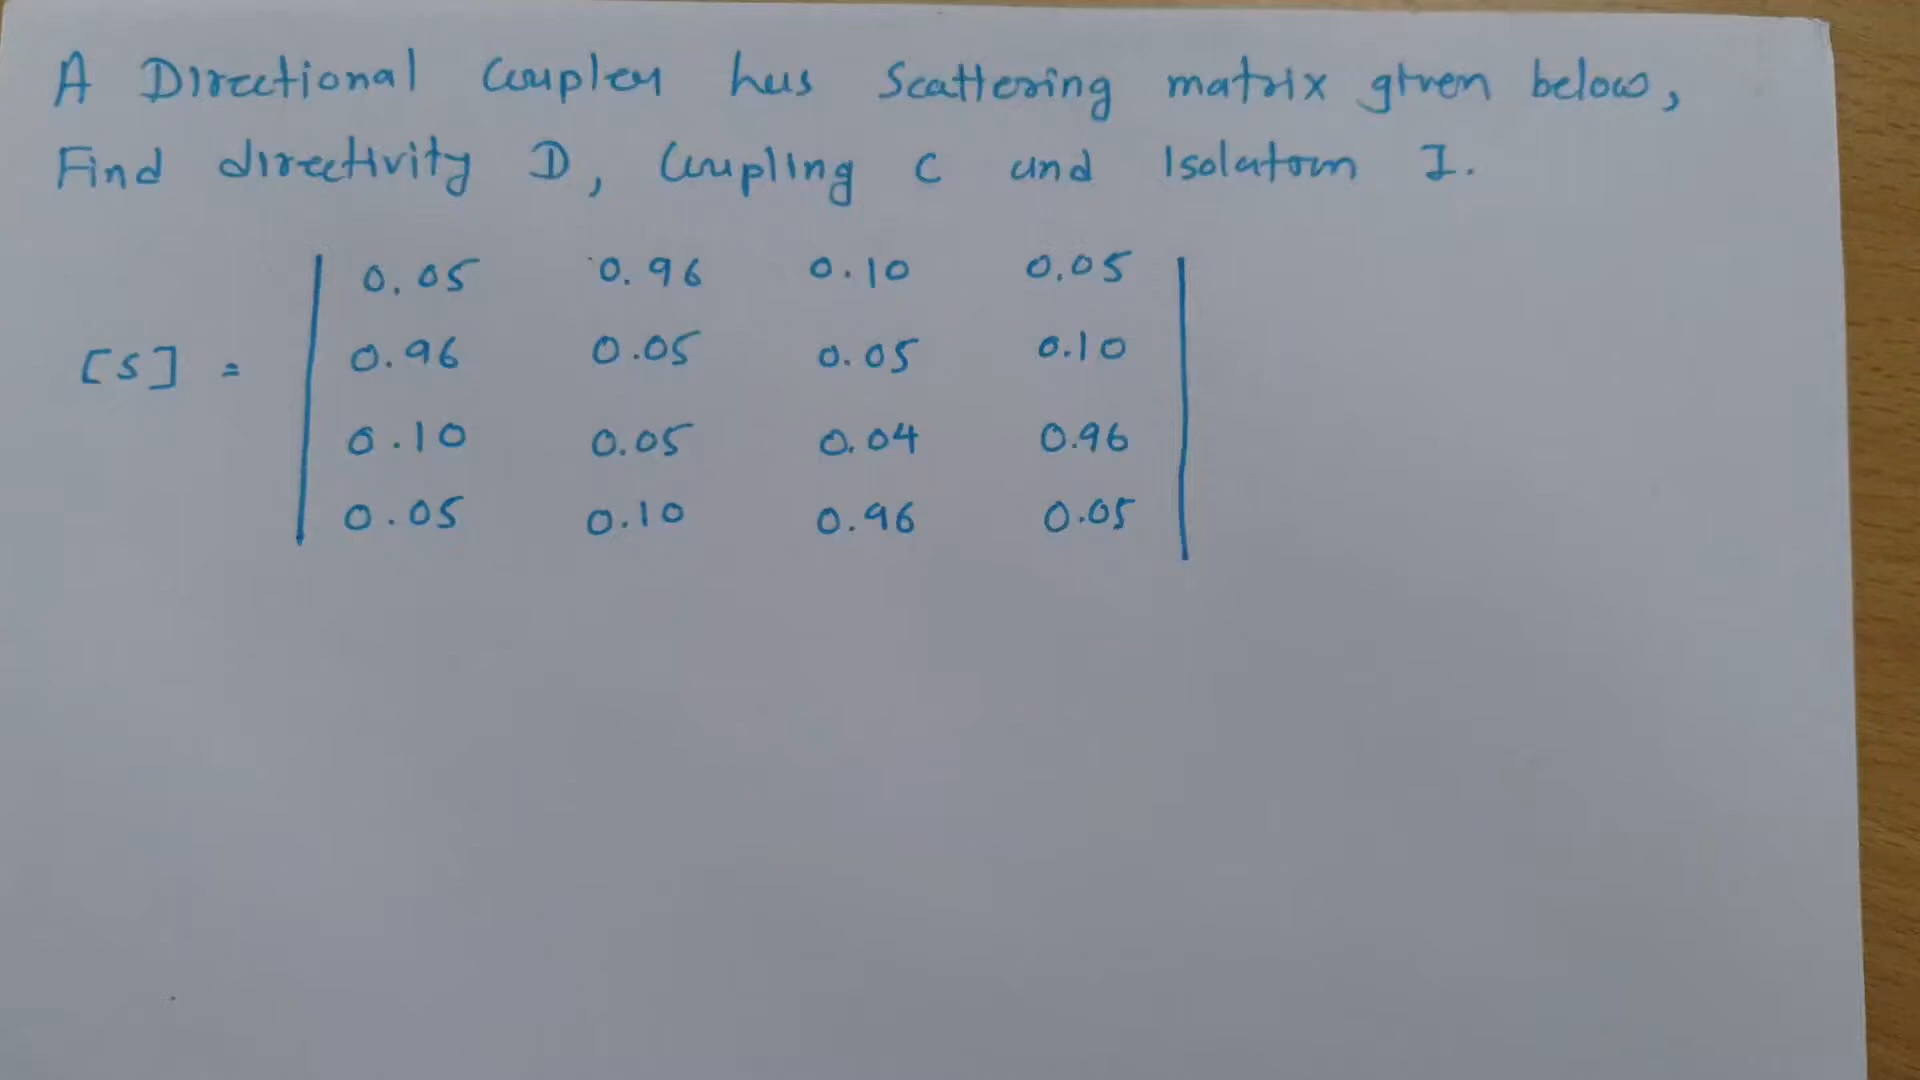 A Directional Coupler has Scattering matrix given below,
Find directivity D, Coupling C and Isolation I.
0.05 0.96 0.10 0.05
0.96 0.05 0.05 0.10
[S] =
0.10 0.05 0.04 0.96
0.05 0.10 0.96 0.05